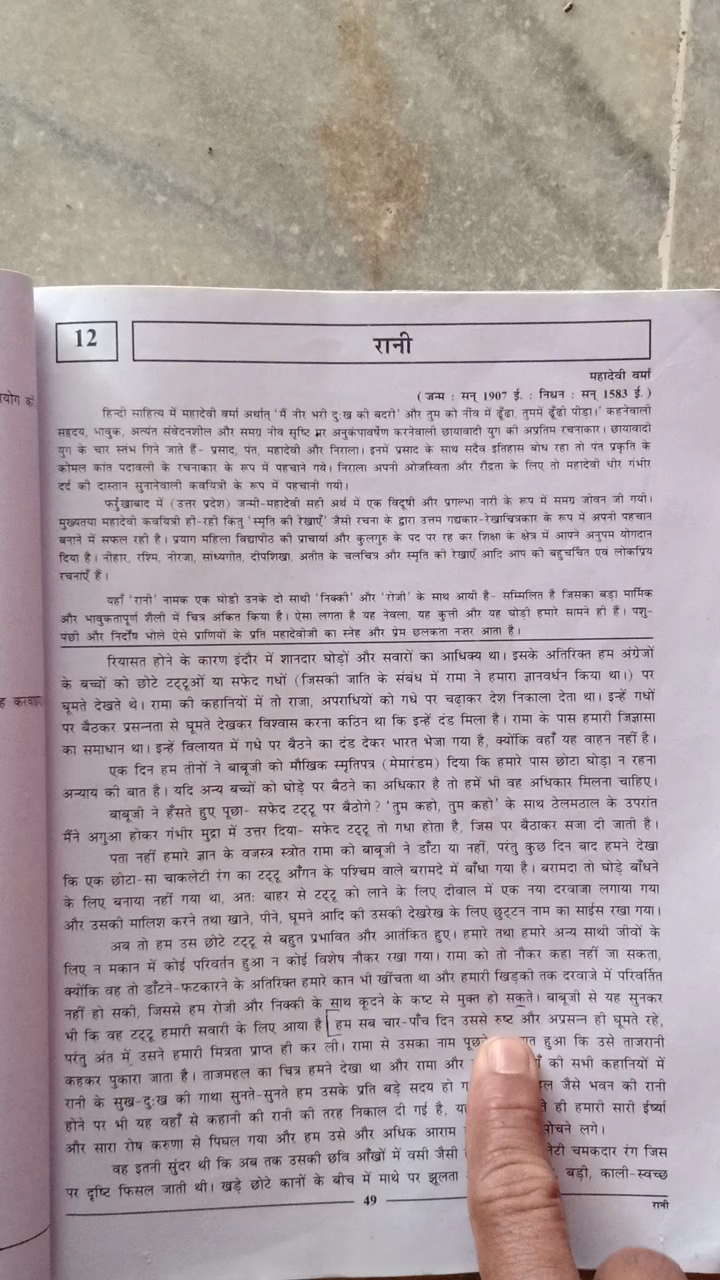 योग को
ह करवाए
12
रानी
महादेवी वर्मा
( जन्म : सन् 1907 ई. : निधन : सन् 1583 ई. )
हिन्दी साहित्य में महादेवी वर्मा अर्थात् 'मैं नीर भरी दुःख की बदरी' और तुम को नींव में ढूँढा, तुममें ढूँढी पीड़ा।' कहनेवाली
सहृदय, भावुक, अत्यंत संवेदनशील और समग्र जीव सृष्टि पर अनुकंपावर्षण करनेवाली छायावादी युग की अप्रतिम रचनाकार। छायावादी
युग के चार स्तंभ गिने जाते हैं- प्रसाद, पंत, महादेवी और निराला। इनमें प्रसाद के साथ सदैव इतिहास बोध रहा तो पंत प्रकृति के
कोमल कांत पदावली के रचनाकार के रूप में पहचाने गये। निराला अपनी ओजस्विता और रौद्रता के लिए तो महादेवी धीर गंभीर
दर्द की दास्तान सुनानेवाली कवयित्री के रूप में पहचानी गयी।
फर्रुखाबाद में (उत्तर प्रदेश) जन्मी-महादेवी सही अर्थ में एक विदूषी और प्रगल्भा नारी के रूप में समग्र जीवन जी गयी।
मुख्यतया महादेवी कवयित्री ही-रही किंतु 'स्मृति की रेखाएँ' जैसी रचना के द्वारा उत्तम गद्यकार-रेखाचित्रकार के रूप में अपनी पहचान
बनाने में सफल रही है। प्रयाग महिला विद्यापीठ की प्राचार्या और कुलगुरु के पद पर रह कर शिक्षा के क्षेत्र में आपने अनुपम योगदान
दिया है। नीहार, रश्मि, नीरजा, सांध्यगीत, दीपशिखा, अतीत के चलचित्र और स्मृति की रेखाएँ आदि आप की बहुचर्चित एवं लोकप्रिय
रचनाएँ हैं।
यहाँ 'रानी' नामक एक घोडी उनके दो साथी 'निक्की' और 'रोजी' के साथ आयी है- सम्मिलित है जिसका बड़ा मार्मिक
और भावुकतापूर्ण शैली में चित्र अंकित किया है। ऐसा लगता है यह नेवला, यह कुत्ती और यह घोड़ी हमारे सामने ही हैं। पशु-
पंछी और निर्दोष भोले ऐसे प्राणियों के प्रति महादेवीजी का स्नेह और प्रेम छलकता नज़र आता है।
रियासत होने के कारण इंदौर में शानदार घोड़ों और सवारों का आधिक्य था। इसके अतिरिक्त हम अंग्रेजों
के बच्चों को छोटे टट्टूओं या सफेद गधों (जिसकी जाति के संबंध में रामा ने हमारा ज्ञानवर्धन किया था।) पर
घूमते देखते थे। रामा की कहानियों में तो राजा, अपराधियों को गधे पर चढ़ाकर देश निकाला देता था। इन्हें गधों
पर बैठकर प्रसन्नता से घूमते देखकर विश्वास करना कठिन था कि इन्हें दंड मिला है। रामा के पास हमारी जिज्ञासा
का समाधान था। इन्हें विलायत में गधे पर बैठने का दंड देकर भारत भेजा गया है, क्योंकि वहाँ यह वाहन नहीं है।
एक दिन हम तीनों ने बाबूजी को मौखिक स्मृतिपत्र (मेमारंडम) दिया कि हमारे पास छोटा घोड़ा न रहना
अन्याय की बात है। यदि अन्य बच्चों को घोड़े पर बैठने का अधिकार है तो हमें भी वह अधिकार मिलना चाहिए।
बाबूजी ने हँसते हुए पूछा- सफेद टट्टू पर बैठोगे? 'तुम कहो, तुम कहो' के साथ ठेलमठाल के उपरांत
मैंने अगुआ होकर गंभीर मुद्रा में उत्तर दिया- सफेद टट्टू तो गधा होता है, जिस पर बैठाकर सजा दी जाती है।
पता नहीं हमारे ज्ञान के वजस्त्र स्त्रोत रामा को बाबूजी ने डाँटा या नहीं, परंतु कुछ दिन बाद हमने देखा
कि एक छोटा-सा चाकलेटी रंग का टट्टू आँगन के पश्चिम वाले बरामदे में बाँधा गया है। बरामदा तो घोड़े बाँधने
के लिए बनाया नहीं गया था, अतः बाहर से टट्टू को लाने के लिए दीवाल में एक नया दरवाजा लगाया गया
और उसकी मालिश करने तथा खाने, पीने, घूमने आदि की उसकी देखरेख के लिए छुट्टन नाम का साईस रखा गया।
अब तो हम उस छोटे टट्टू से बहुत प्रभावित और आतंकित हुए। हमारे तथा हमारे अन्य साथी जीवों के
लिए न मकान में कोई परिवर्तन हुआ न कोई विशेष नौकर रखा गया। रामा को तो नौकर कहा नहीं जा सकता,
क्योंकि वह तो डाँटने-फटकारने के अतिरिक्त हमारे कान भी खींचता था और हमारी खिड़की तक दरवाजे में परिवर्तित
नहीं हो सकी, जिससे हम रोजी और निक्की के साथ कूदने के कष्ट से मुक्त हो सकते। बाबूजी से यह सुनकर
भी कि वह टट्टू हमारी सवारी के लिए आया है हम सब चार-पाँच दिन उससे रुष्ट और अप्रसन्न ही घूमते रहे,
परंतु अंत में उसने हमारी मित्रता प्राप्त ही कर ली। रामा से उसका नाम पूछने हुआ कि उसे ताजरानी
कहकर पुकारा जाता है। ताजमहल का चित्र हमने देखा था और रामा और की सभी कहानियों में
रानी के सुख-दुःख की गाथा सुनते-सुनते हम उसके प्रति बड़े सदय हो जैसे भवन की रानी
होने पर भी यह वहाँ से कहानी की रानी की तरह निकाल दी गई है, ही हमारी सारी ईर्ष्या
और सारा रोष करुणा से पिघल गया और हम उसे और अधिक आराम सोचने लगे।
वह इतनी सुंदर थी कि अब तक उसकी छवि आँखों में बसी जैसी चमकदार रंग जिस
पर दृष्टि फिसल जाती थी। खड़े छोटे कानों के बीच में माथे पर झूलता बड़ी, काली-स्वच्छ
49
रानी